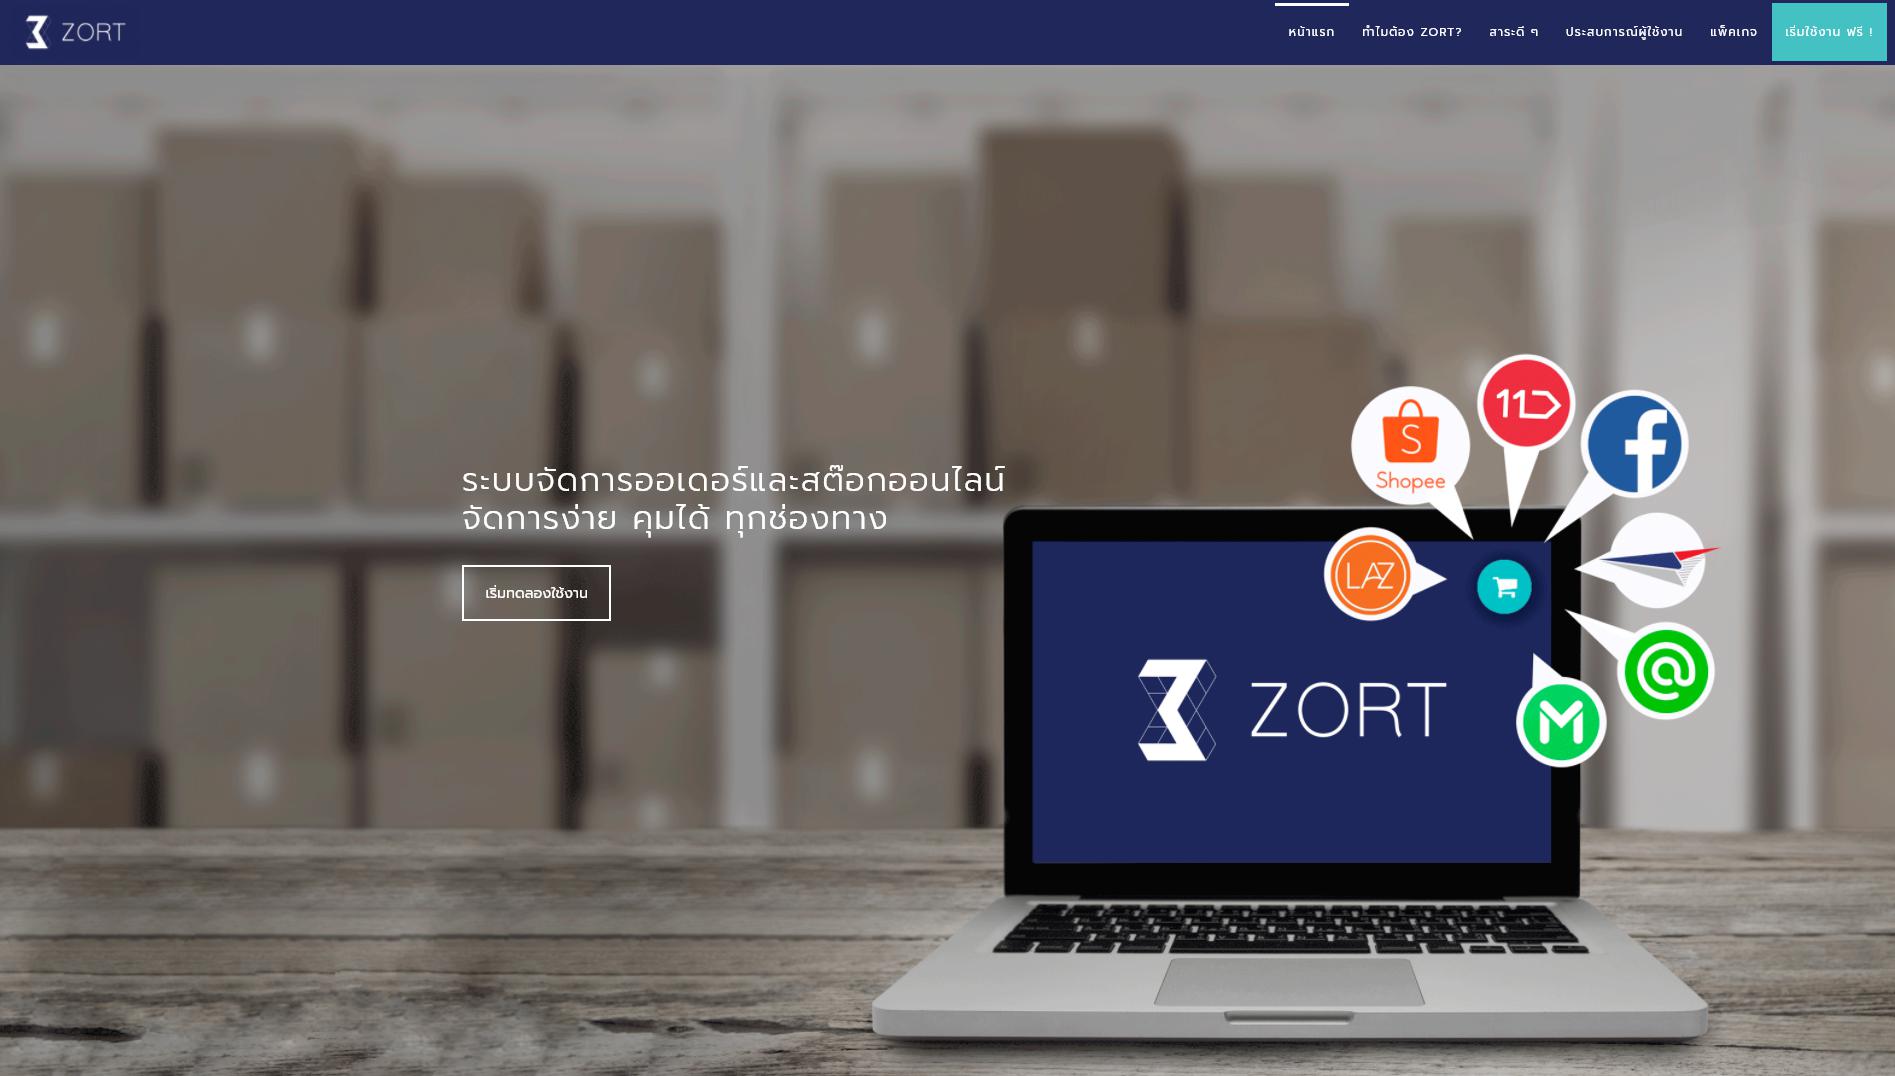 ZORT
หน้าแรก
ทำไมต้อง ZORT?
สาระดี ๆ
ประสบการณ์ผู้ใช้งาน
แพ็คเกจ
เริ่มใช้งาน ฟรี !
ระบบจัดการออเดอร์และสต๊อกออนไลน์
จัดการง่าย คุมได้ ทุกช่องทาง
เริ่มทดลองใช้งาน
11
S
Shopee
f
LAZ
ZORT
@
M